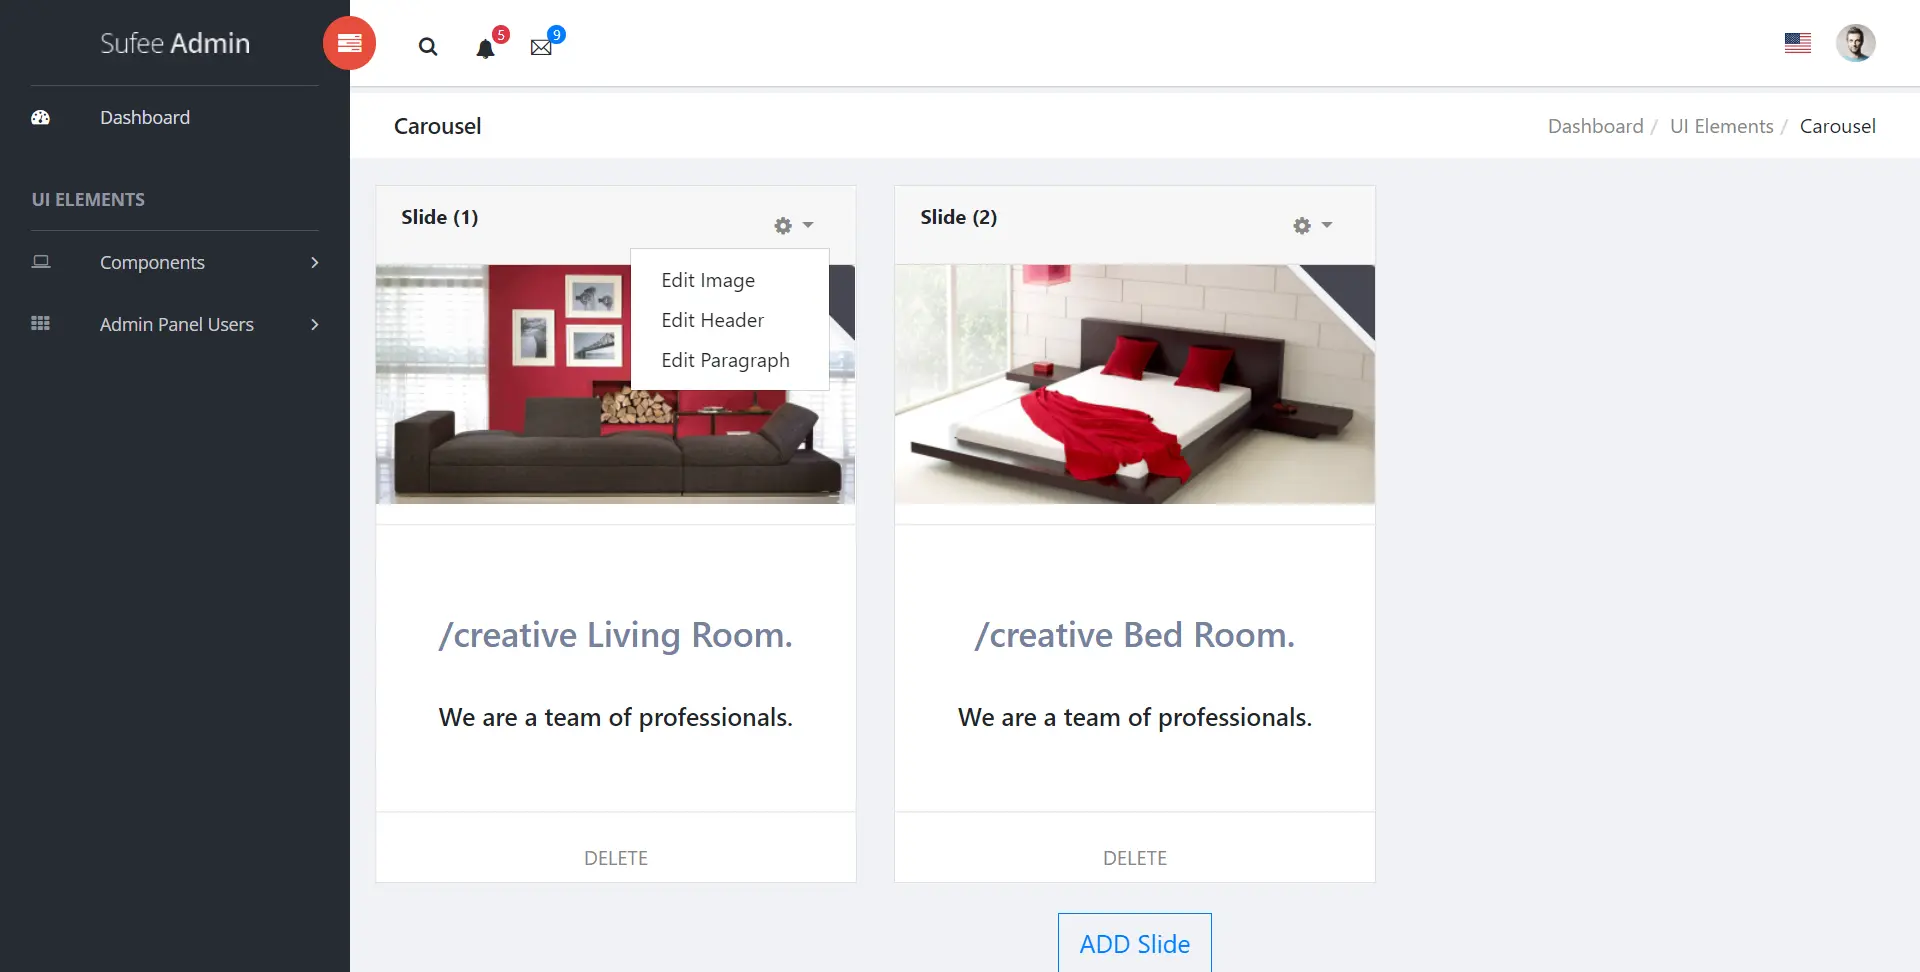 Sufee Admin
5
9
Dashboard
Carousel
Dashboard / UI Elements / Carousel
UI ELEMENTS
Components
Admin Panel Users
Slide (1)
Edit Image
Edit Header
Edit Paragraph
/creative Living Room.
We are a team of professionals.
DELETE
Slide (2)
/creative Bed Room.
We are a team of professionals.
DELETE
ADD Slide